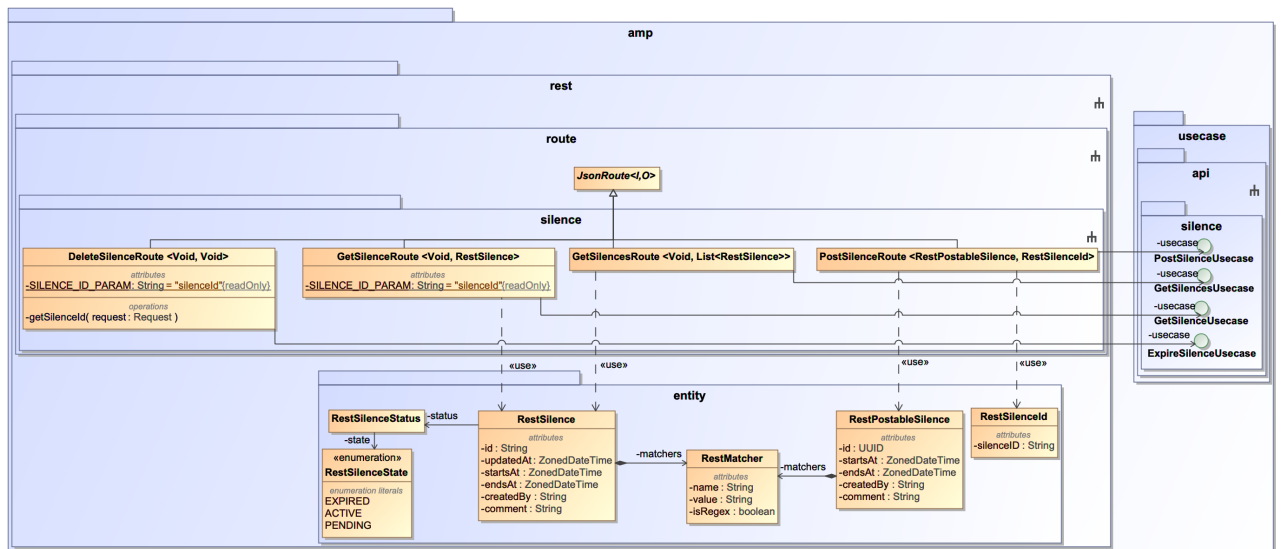 amp
rest
route
usecase
api
JsonRoute<I,O>
silence
silence
DeleteSilenceRoute <Void, Void>
attributes
-SILENCE_ID_PARAM: String = "silenceId"{readOnly}
operations
-getSilenceId( request : Request )
GetSilenceRoute <Void, RestSilence>
attributes
-SILENCE_ID_PARAM: String = "silenceId"{readOnly}
GetSilencesRoute <Void, List<RestSilence>>
PostSilenceRoute <RestPostableSilence, RestSilenceId>
-usecase
PostSilenceUsecase
-usecase
GetSilencesUsecase
-usecase
GetSilenceUsecase
-usecase
ExpireSilenceUsecase
«use»
«use»
«use»
«use»
entity
RestSilenceStatus
-status
-state
«enumeration»
RestSilenceState
enumeration literals
EXPIRED
ACTIVE
PENDING
RestSilence
attributes
-id : String
-updatedAt : ZonedDateTime
-startsAt : ZonedDateTime
-endsAt : ZonedDateTime
-createdBy : String
-comment : String
-matchers
RestMatcher
attributes
-name : String
-value : String
-isRegex : boolean
-matchers
RestPostableSilence
attributes
-id : UUID
-startsAt : ZonedDateTime
-endsAt : ZonedDateTime
-createdBy : String
-comment : String
RestSilenceId
attributes
-silenceID : String